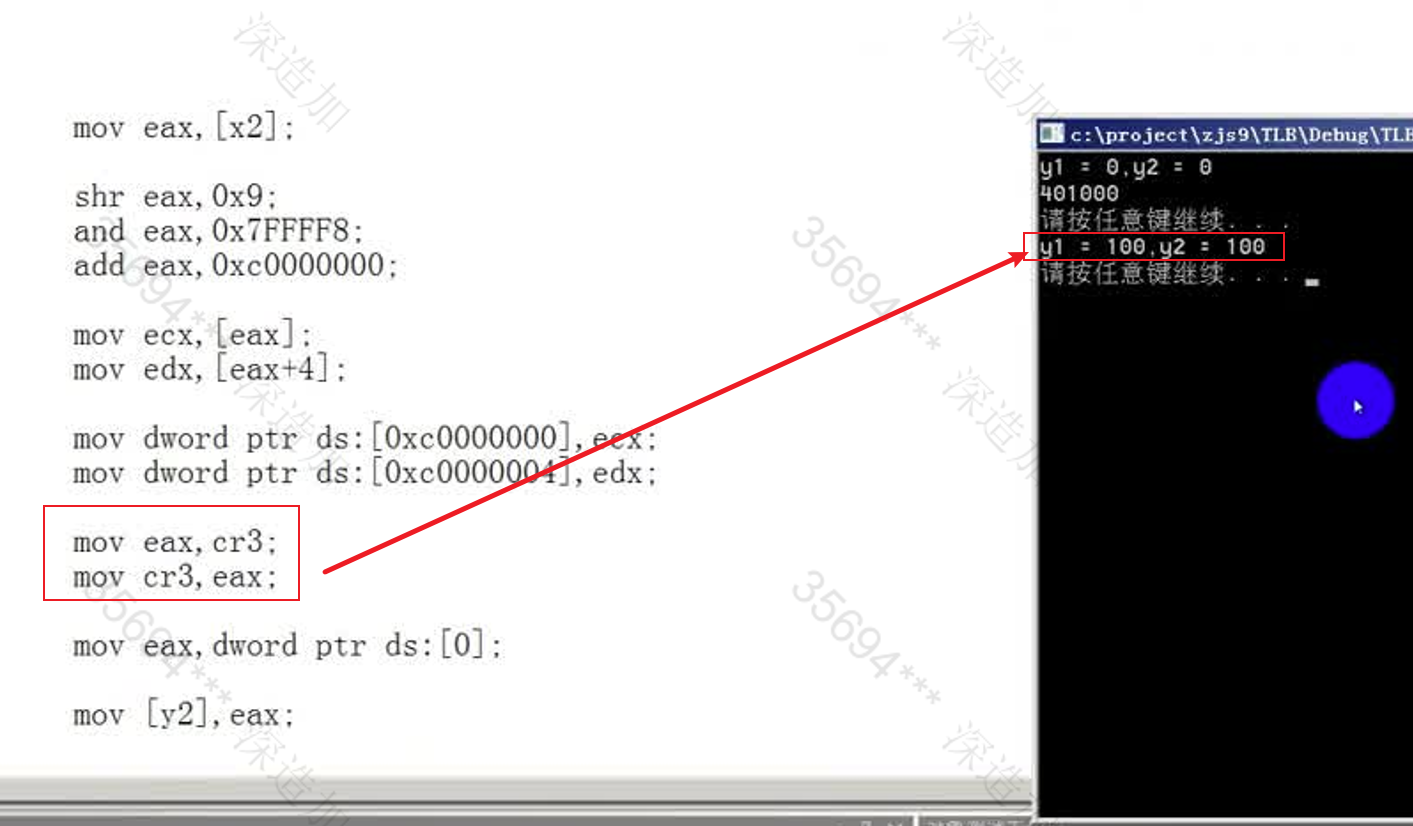 深造加
深造加
mov eax,[x2];
shr eax,0x9;
and eax,0x7FFFF8;
add eax,0xc0000000;
mov ecx,[eax];
mov edx,[eax+4];
mov dword ptr ds:[0xc0000000],ecx;
mov dword ptr ds:[0xc0000004],edx;
mov eax,cr3;
mov cr3,eax;
mov eax,dword ptr ds:[0];
mov [y2],eax;
35694***
35694***
深造加
深造加
35694***
35694***
深造加
深造加
c:\project\zjs9\TLB\Debug\TLB
y1 = 0,y2 = 0
401000
请按任意键继续. . .
y1 = 100,y2 = 100
请按任意键继续. . .